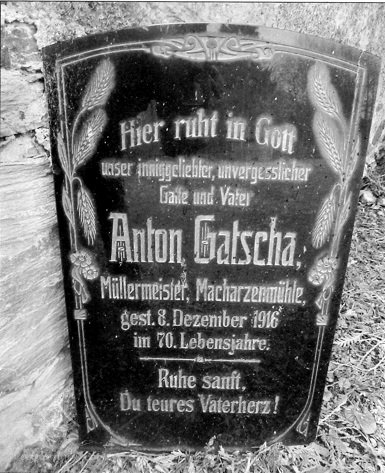 Hier ruht in Gott
unser inniggeliebter, unvergesslicher
Gatte und Vater
Anton Gatscha,
Müllermeister, Macharzenmühle,
gest. 8. Dezember 1916
im 70. Lebensjahre.
Ruhe sanft,
Du teures Vaterherz!